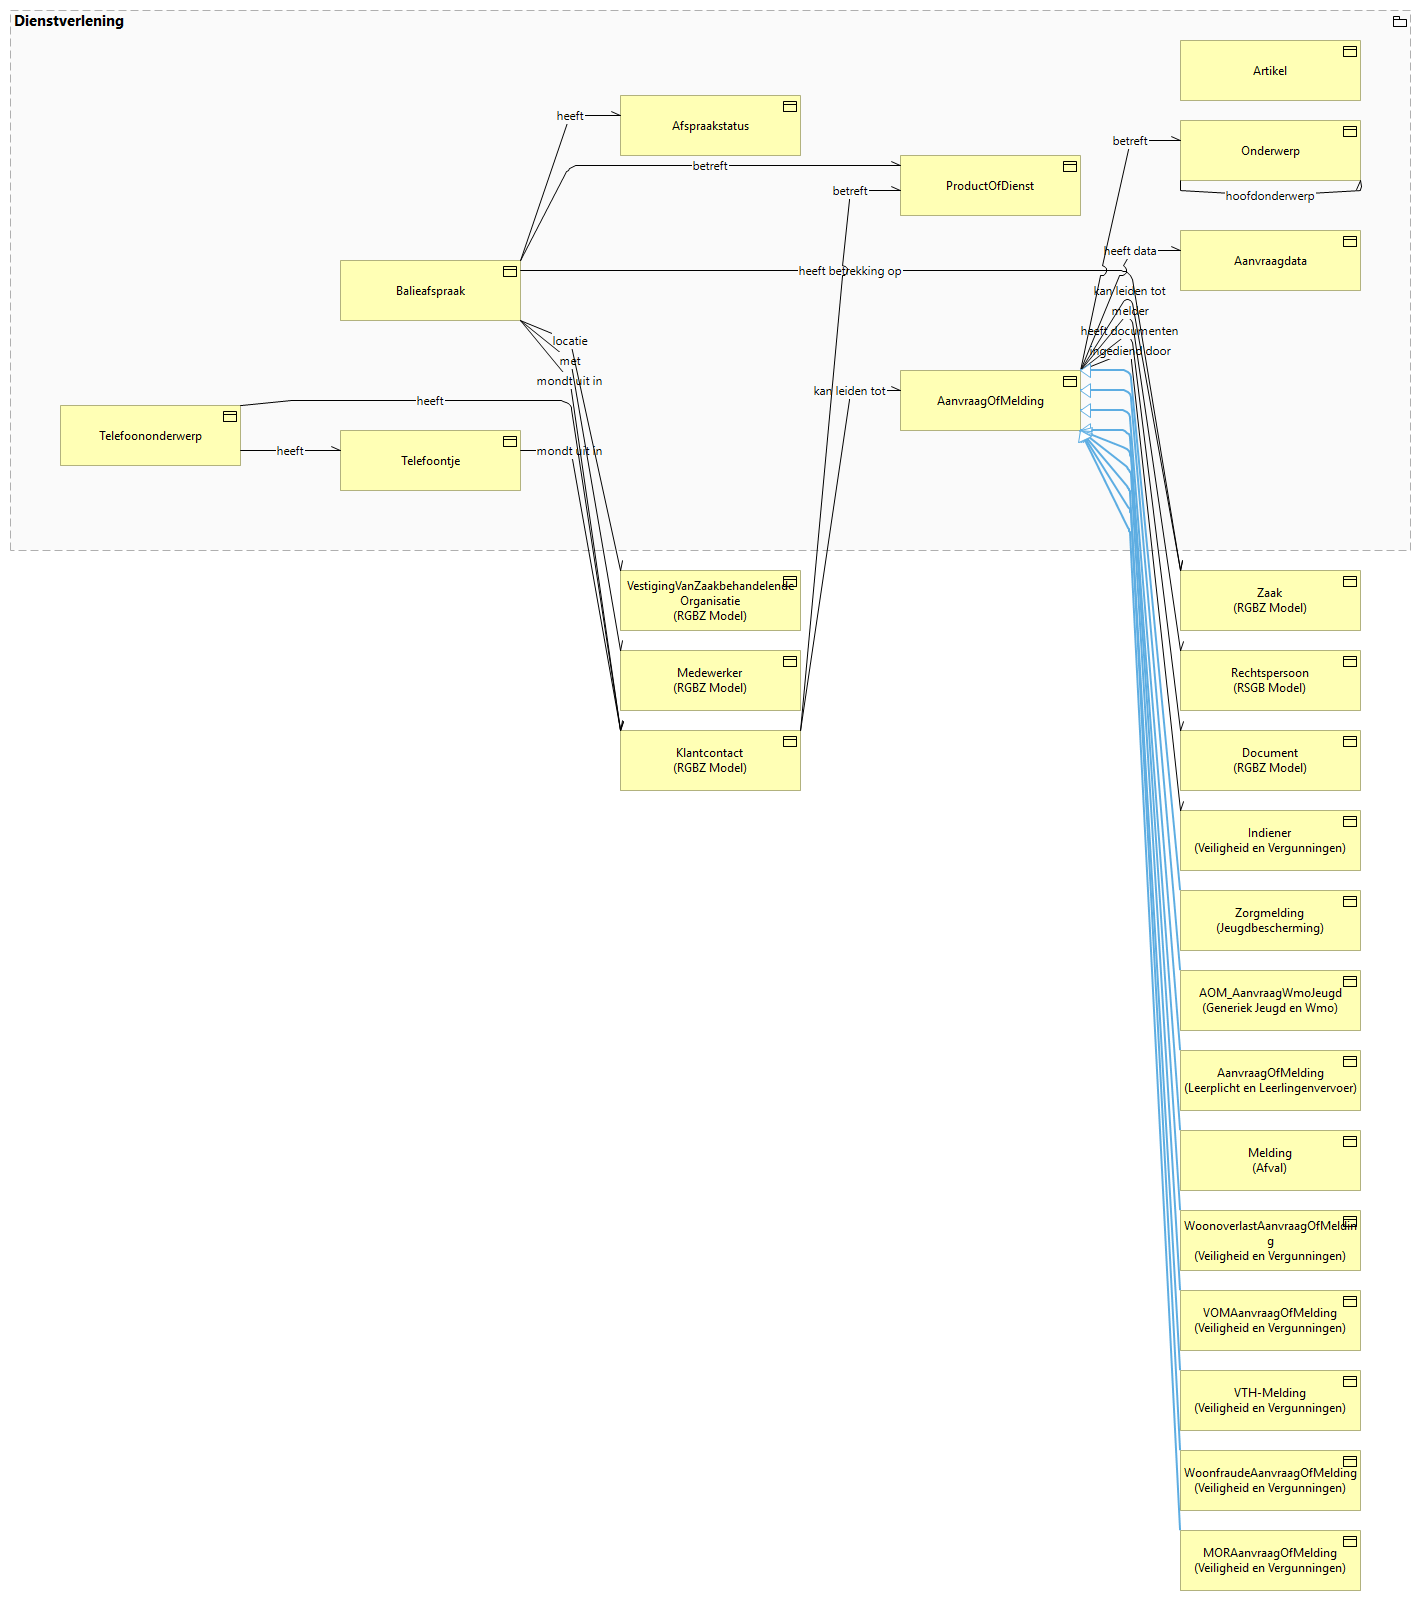 Dienstverlening
Artikel
heeft
Afspraakstatus
betreft
Onderwerp
betreft
ProductOfDienst
betreft
hoofdonderwerp
heeft data
Aanvraagdata
heeft betrekking op
Balieafspraak
kan leiden tot
melder
heeft documenten
ingediend door
locatie
met
mondt uit in
kan leiden tot
AanvraagOfMelding
heeft
Telefoononderwerp
heeft
Telefoontje
mondt uit in
VestigingVanZaakbehandelende
Organisatie
(RGBZ Model)
Zaak
(RGBZ Model)
Medewerker
(RGBZ Model)
Rechtspersoon
(RSGB Model)
Klantcontact
(RGBZ Model)
Document
(RGBZ Model)
Indiener
(Veiligheid en Vergunningen)
Zorgmelding
(Jeugdbescherming)
AOM_AanvraagWmoJeugd
(Generiek Jeugd en Wmo)
AanvraagOfMelding
(Leerplicht en Leerlingenvervoer)
Melding
(Afval)
WoonoverlastAanvraagOfMeldin
g
(Veiligheid en Vergunningen)
VOMAanvraagOfMelding
(Veiligheid en Vergunningen)
VTH-Melding
(Veiligheid en Vergunningen)
WoonfraudeAanvraagOfMelding
(Veiligheid en Vergunningen)
MORAanvraagOfMelding
(Veiligheid en Vergunningen)